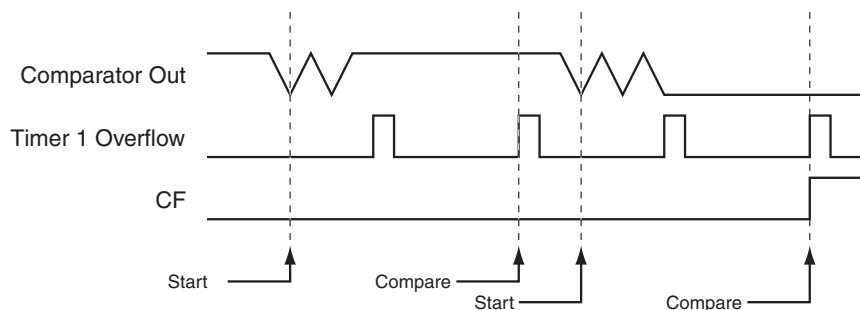 Comparator Out
Timer 1 Overflow
CF
Start
Compare
Start
Compare